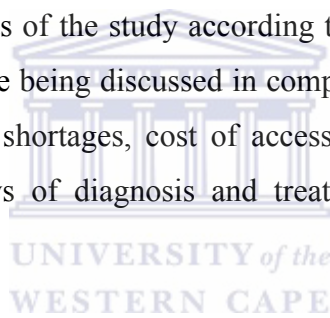 s of the study according t
e being discussed in comp
shortages, cost of access
s of diagnosis and treat
UNIVERSITY of the
WESTERN CAPE